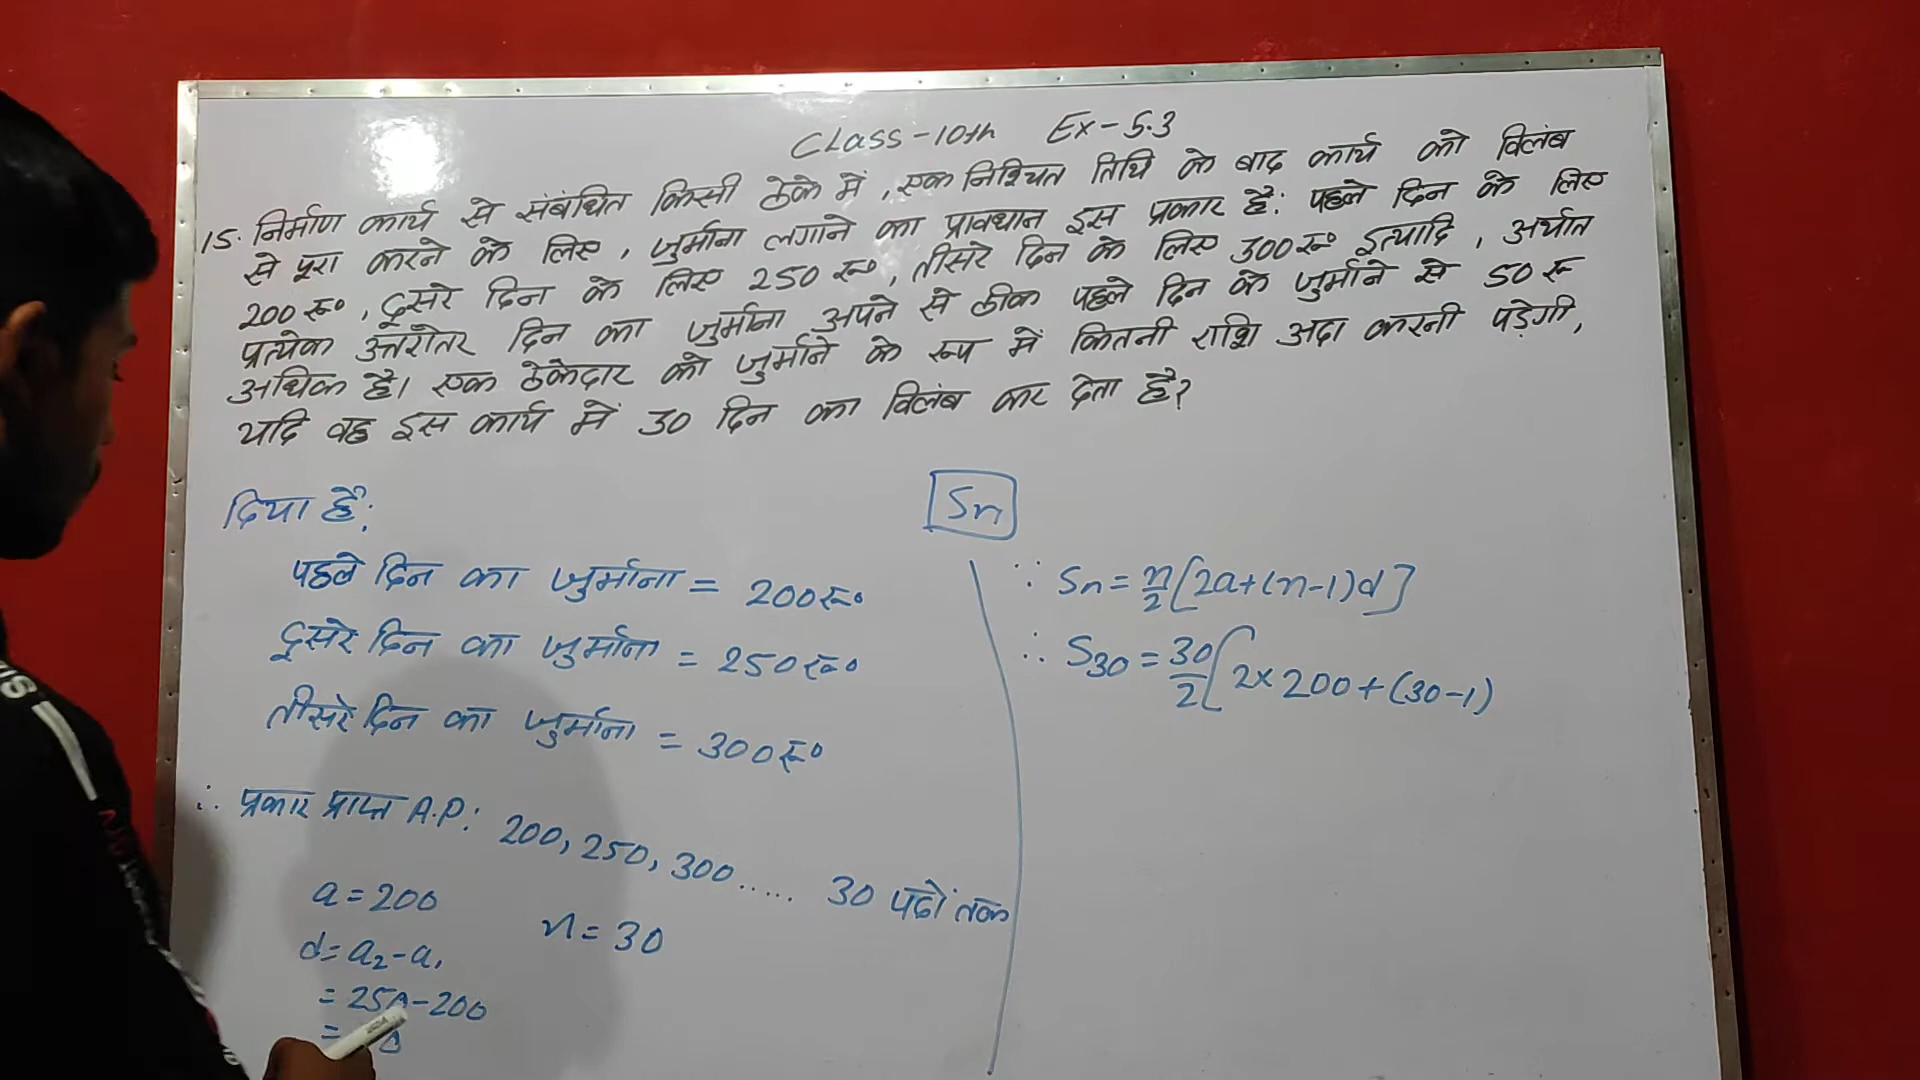 Class-10th Ex-5.3
15. निर्माण कार्य से संबंधित किसी ठेके में, एक निश्चित तिथि के बाद कार्य को विलंब
से पूरा करने के लिए, जुर्माना लगाने का प्रावधान इस प्रकार है: पहले दिन के लिए
200 रू०, दूसरे दिन के लिए 250 रू०, तीसरे दिन के लिए 300 रू० इत्यादि, अर्थात
प्रत्येक उत्तरोतर दिन का जुर्माना अपने से ठीक पहले दिन के जुर्माने से 50 रू
अधिक है। एक ठेकेदार को जुर्माने के रूप में कितनी राशि अदा करनी पड़ेगी,
यदि वह इस कार्य में 30 दिन का विलंब कर देता है?
दिया है:
पहले दिन का जुर्माना = 200 रू०
दूसरे दिन का जुर्माना = 250 रू०
तीसरे दिन का जुर्माना = 300 रू०
∴ प्रकार प्राप्त A.P: 200, 250, 300 ..... 30 पदों तक
a = 200
n = 30
d = a₂ - a₁
= 250 - 200
Sn
∵ Sn = n/2 [2a + (n-1)d]
∴ S30 = 30/2 [2 x 200 + (30-1)